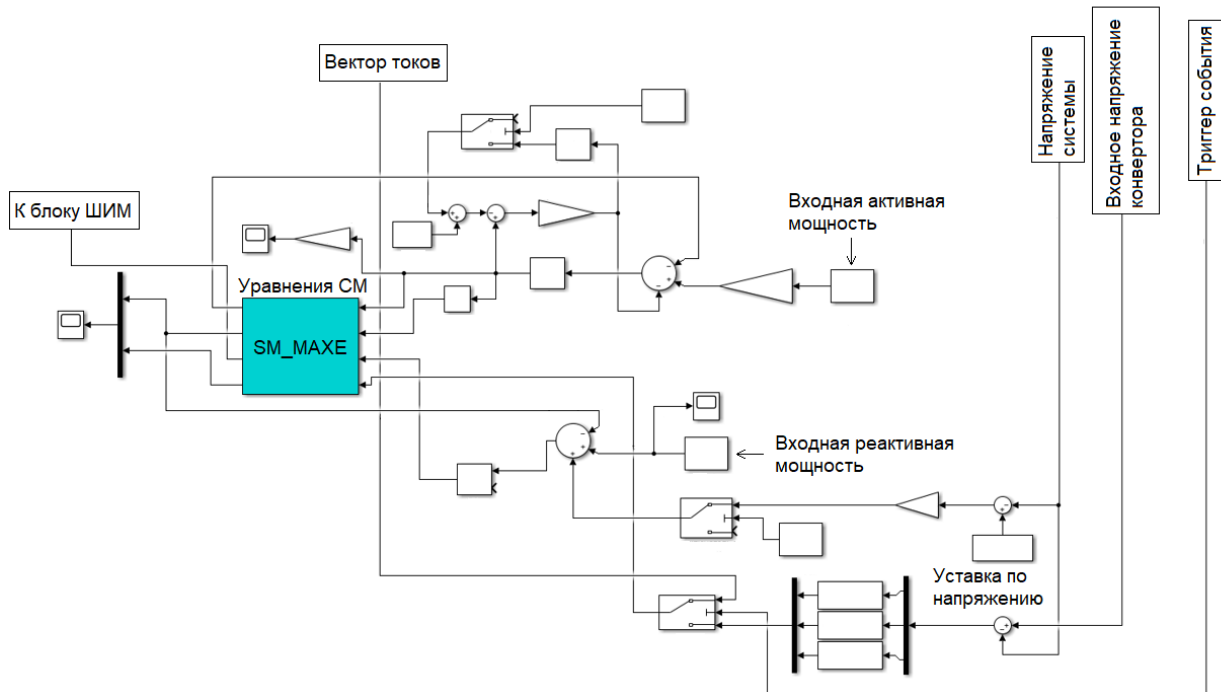 Вектор токов
Напряжение
системы
Входное напряжение
конвертора
Триггер события
К блоку ШИМ
Входная активная
мощность
Уравнения СМ
SM_MAXE
Входная реактивная
мощность
Уставка по
напряжению